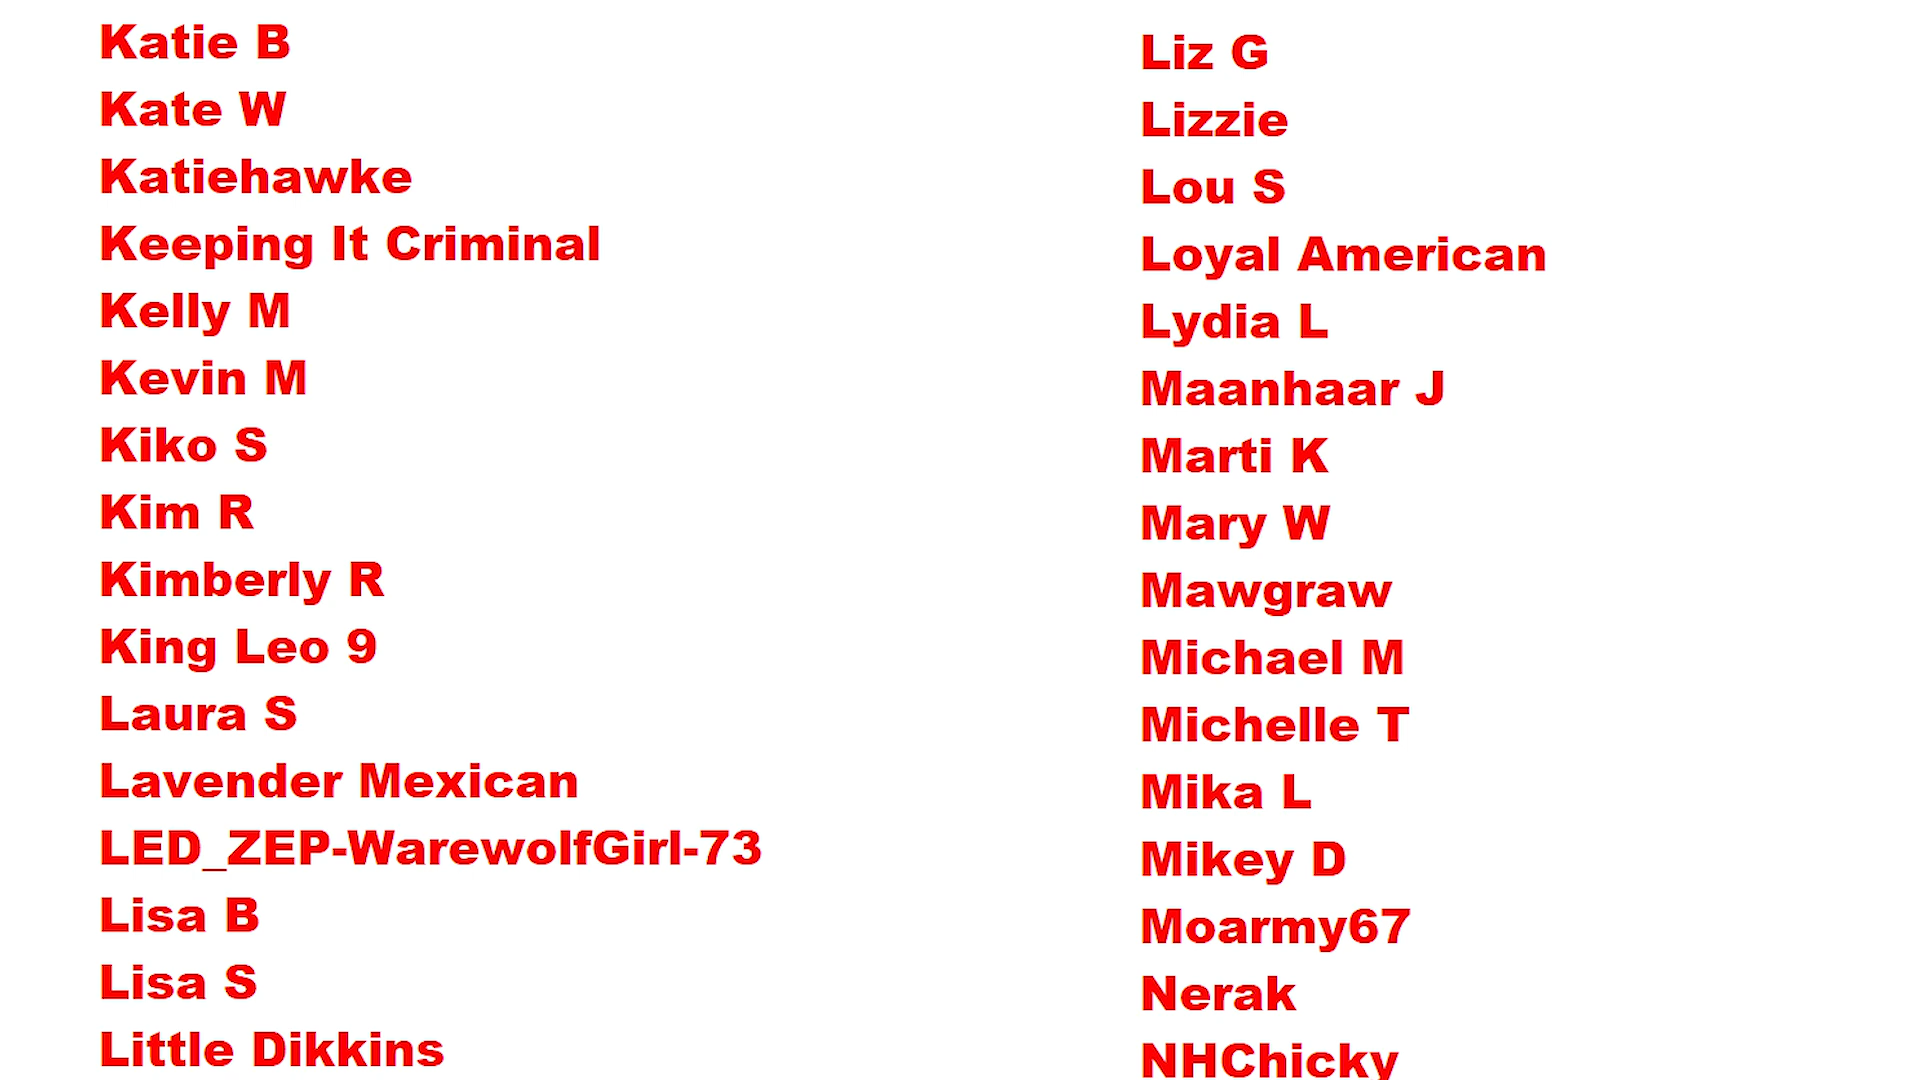 Katie B
Kate W
Katiehawke
Keeping It Criminal
Kelly M
Kevin M
Kiko S
Kim R
Kimberly R
King Leo 9
Laura S
Lavender Mexican
LED_ZEP-WarewolfGirl-73
Lisa B
Lisa S
Little Dikkins
Liz G
Lizzie
Lou S
Loyal American
Lydia L
Maanhaar J
Marti K
Mary W
Mawgraw
Michael M
Michelle T
Mika L
Mikey D
Moarmy67
Nerak
NHChicky